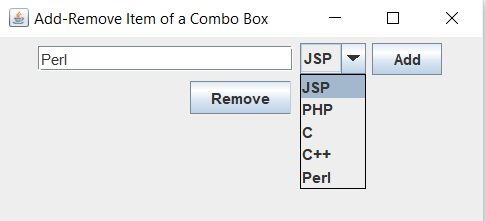 Add-Remove Item of a Combo Box
Perl JSP Add
Remove
JSP
PHP
C
C++
Perl